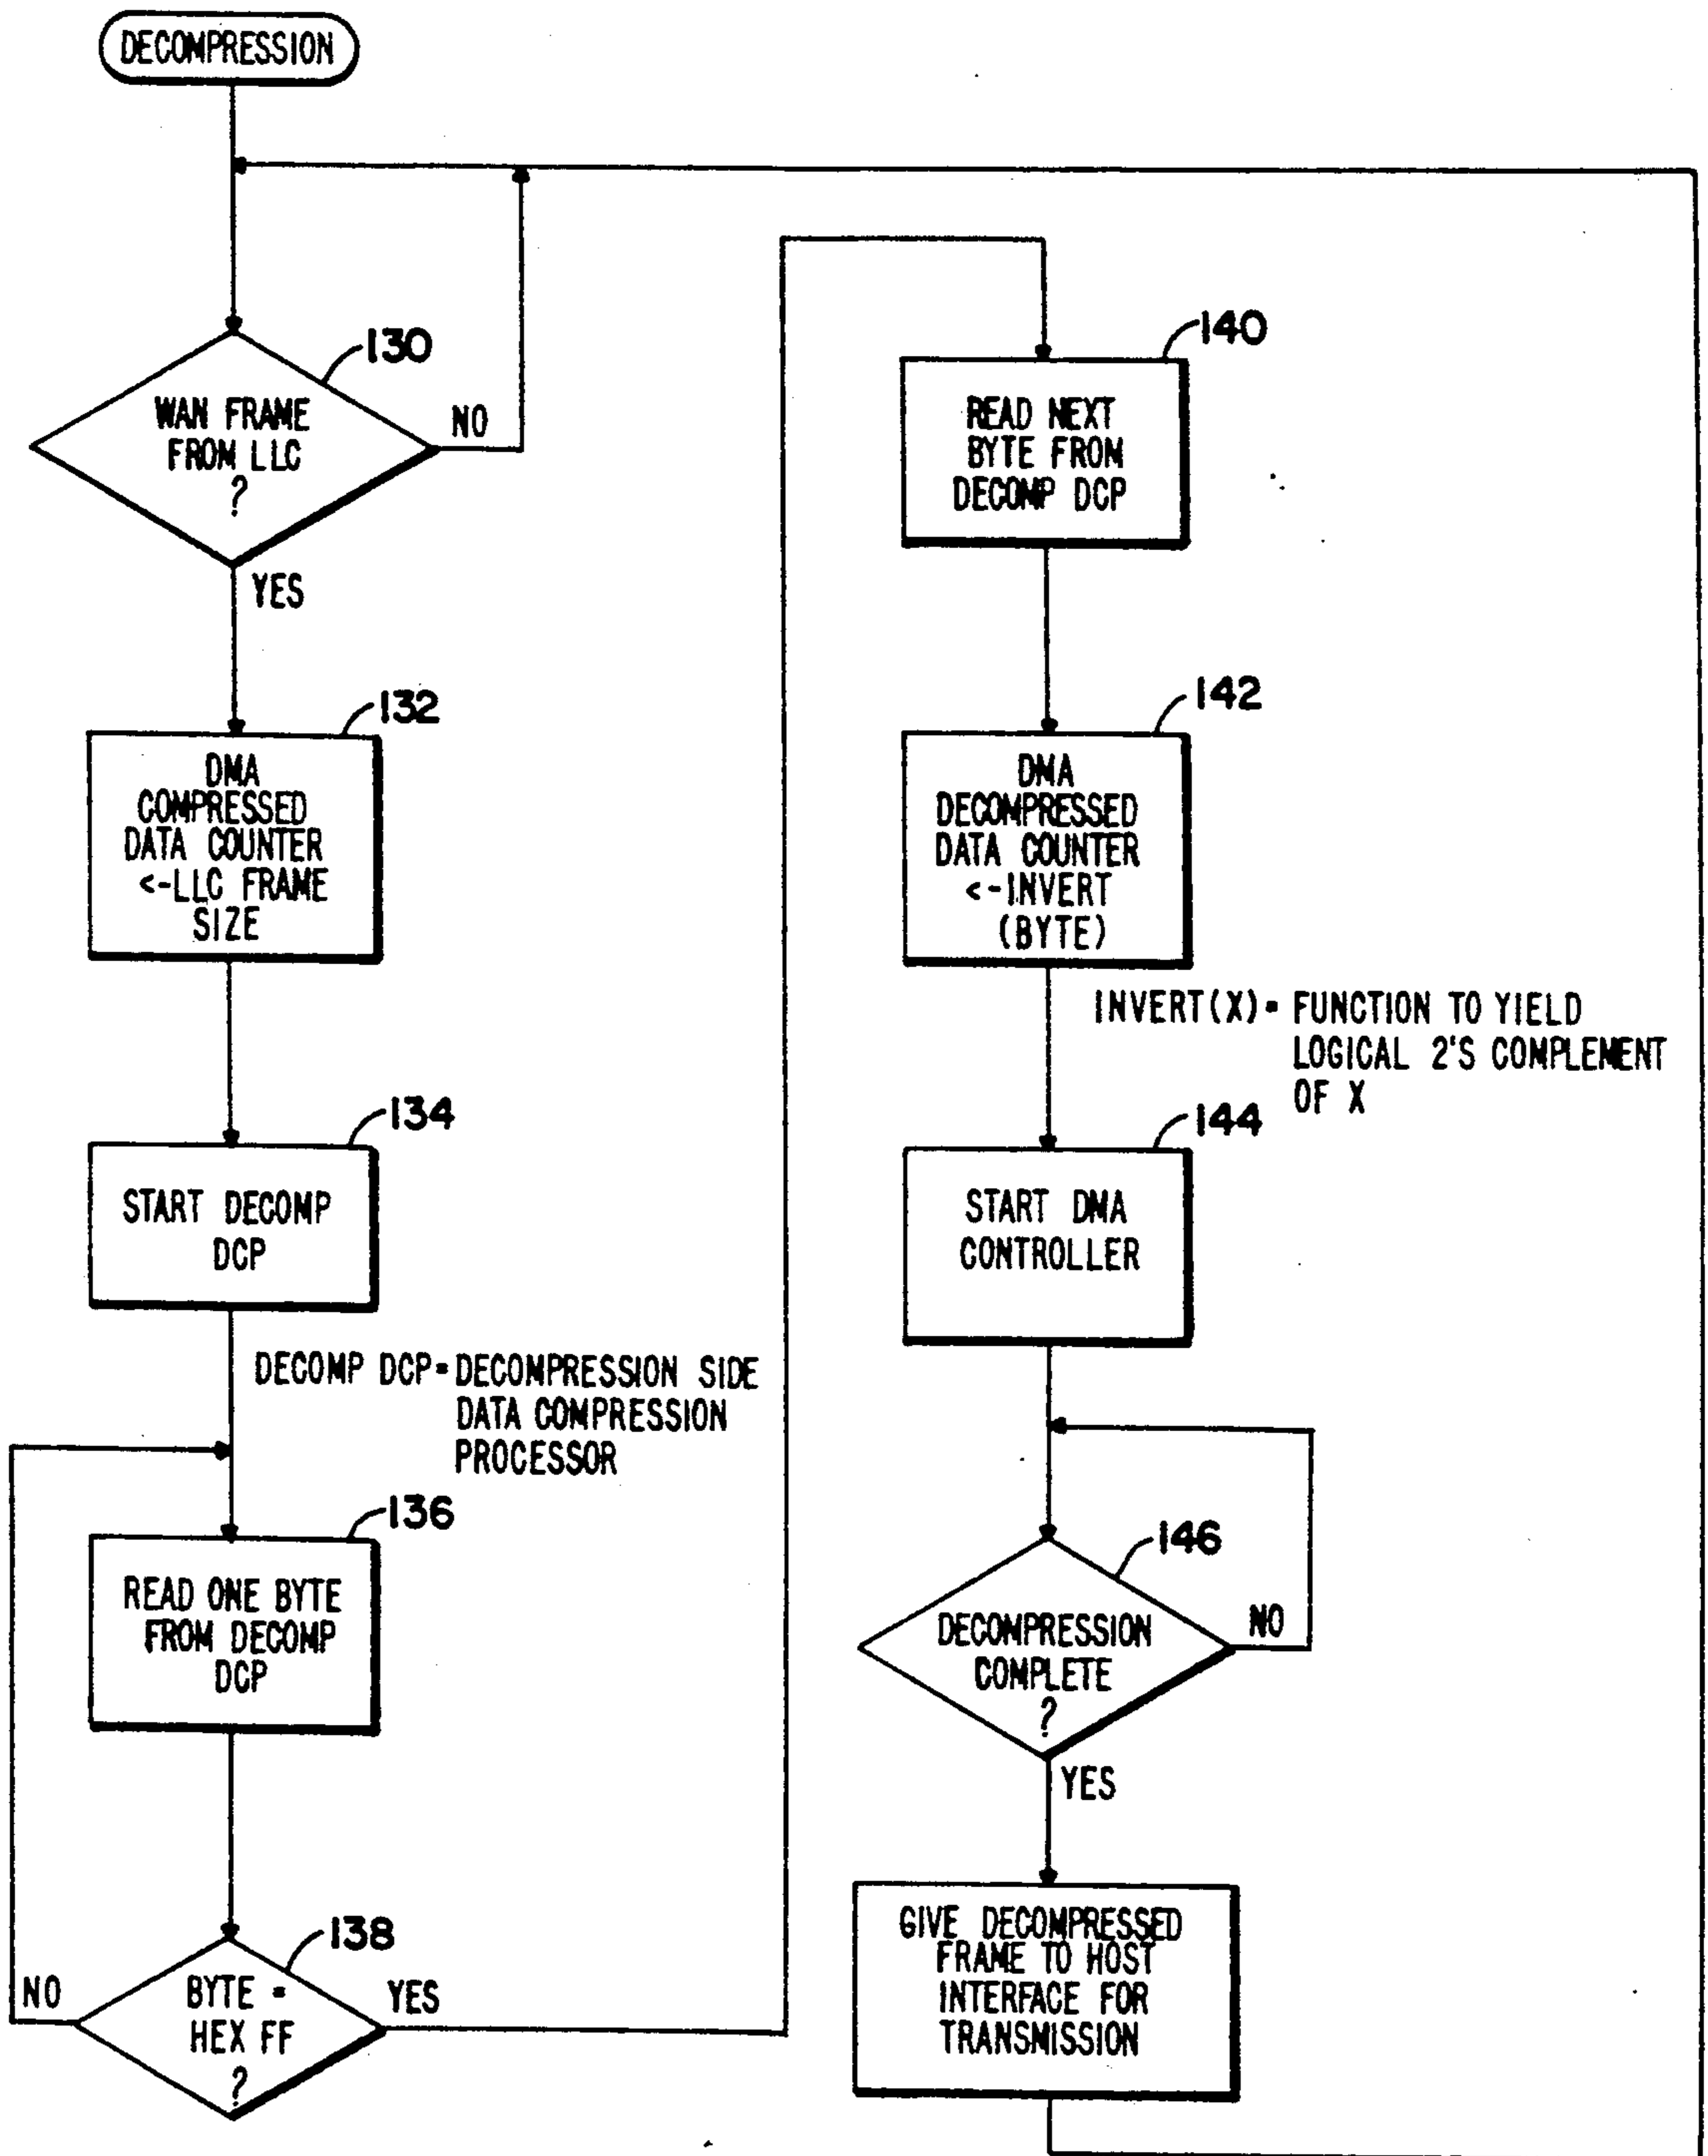 DECOMPRESSION
130
WAN FRAME
FROM LLC
?
NO
YES
132
DMA
COMPRESSED
DATA COUNTER
<-LLC FRAME
SIZE
134
START DECOMP
DCP
DECOMP DCP=DECOMPRESSION SIDE
DATA COMPRESSION
PROCESSOR
136
READ ONE BYTE
FROM DECOMP
DCP
138
BYTE =
HEX FF
?
NO
YES
140
READ NEXT
BYTE FROM
DECOMP DCP
142
DMA
DECOMPRESSED
DATA COUNTER
<-INVERT
(BYTE)
INVERT(X)= FUNCTION TO YIELD
LOGICAL 2'S COMPLEMENT
OF X
144
START DMA
CONTROLLER
146
DECOMPRESSION
COMPLETE
?
NO
YES
GIVE DECOMPRESSED
FRAME TO HOST
INTERFACE FOR
TRANSMISSION